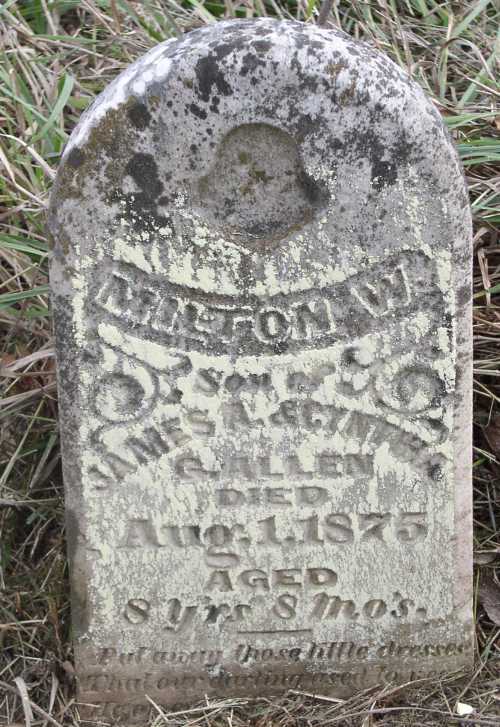 MILTON W.
Son of
JAMES A. & CYNTHIA
G. ALLEN
DIED
Aug. 1. 1875
AGED
8 Y'rs 8 Mo's.
Put away those little dresses
That our darling used to